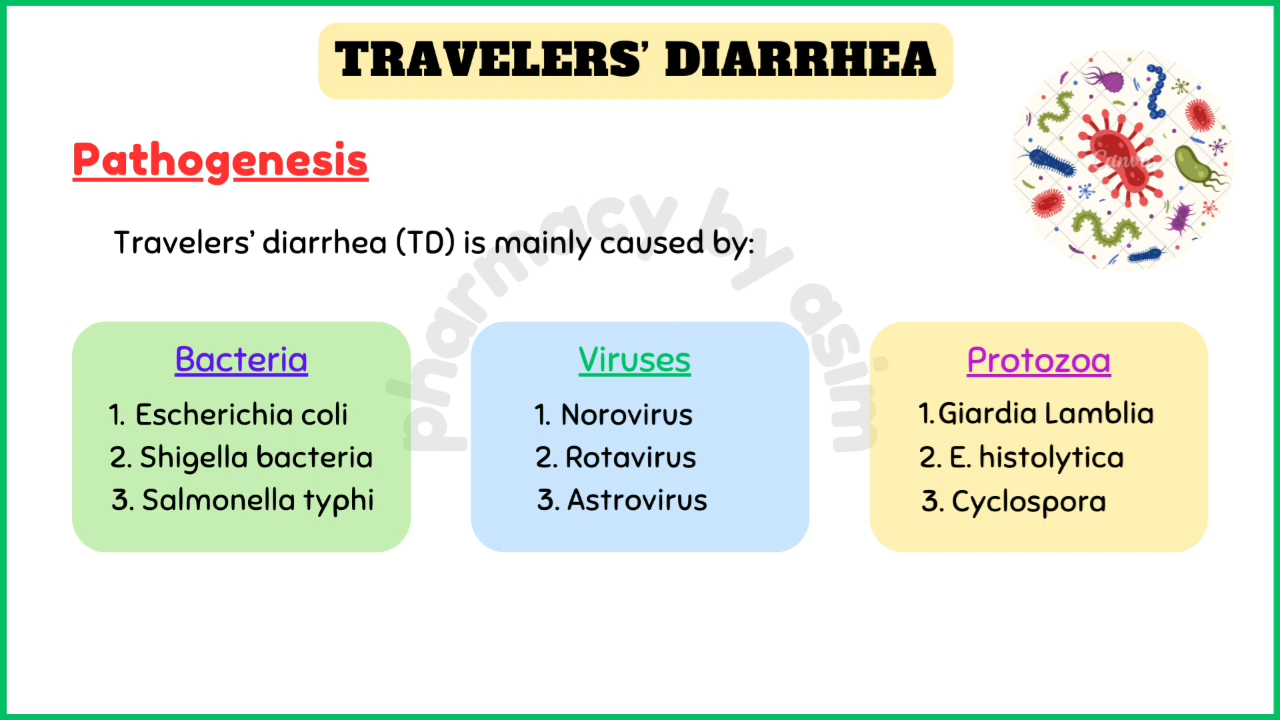 TRAVELERS' DIARRHEA
Pathogenesis
Travelers' diarrhea (TD) is mainly caused by:
Bacteria
1. Escherichia coli
2. Shigella bacteria
3. Salmonella typhi
Viruses
1. Norovirus
2. Rotavirus
3. Astrovirus
Protozoa
1.Giardia Lamblia
2. E. histolytica
3. Cyclospora
pharmacy by asim
Canva